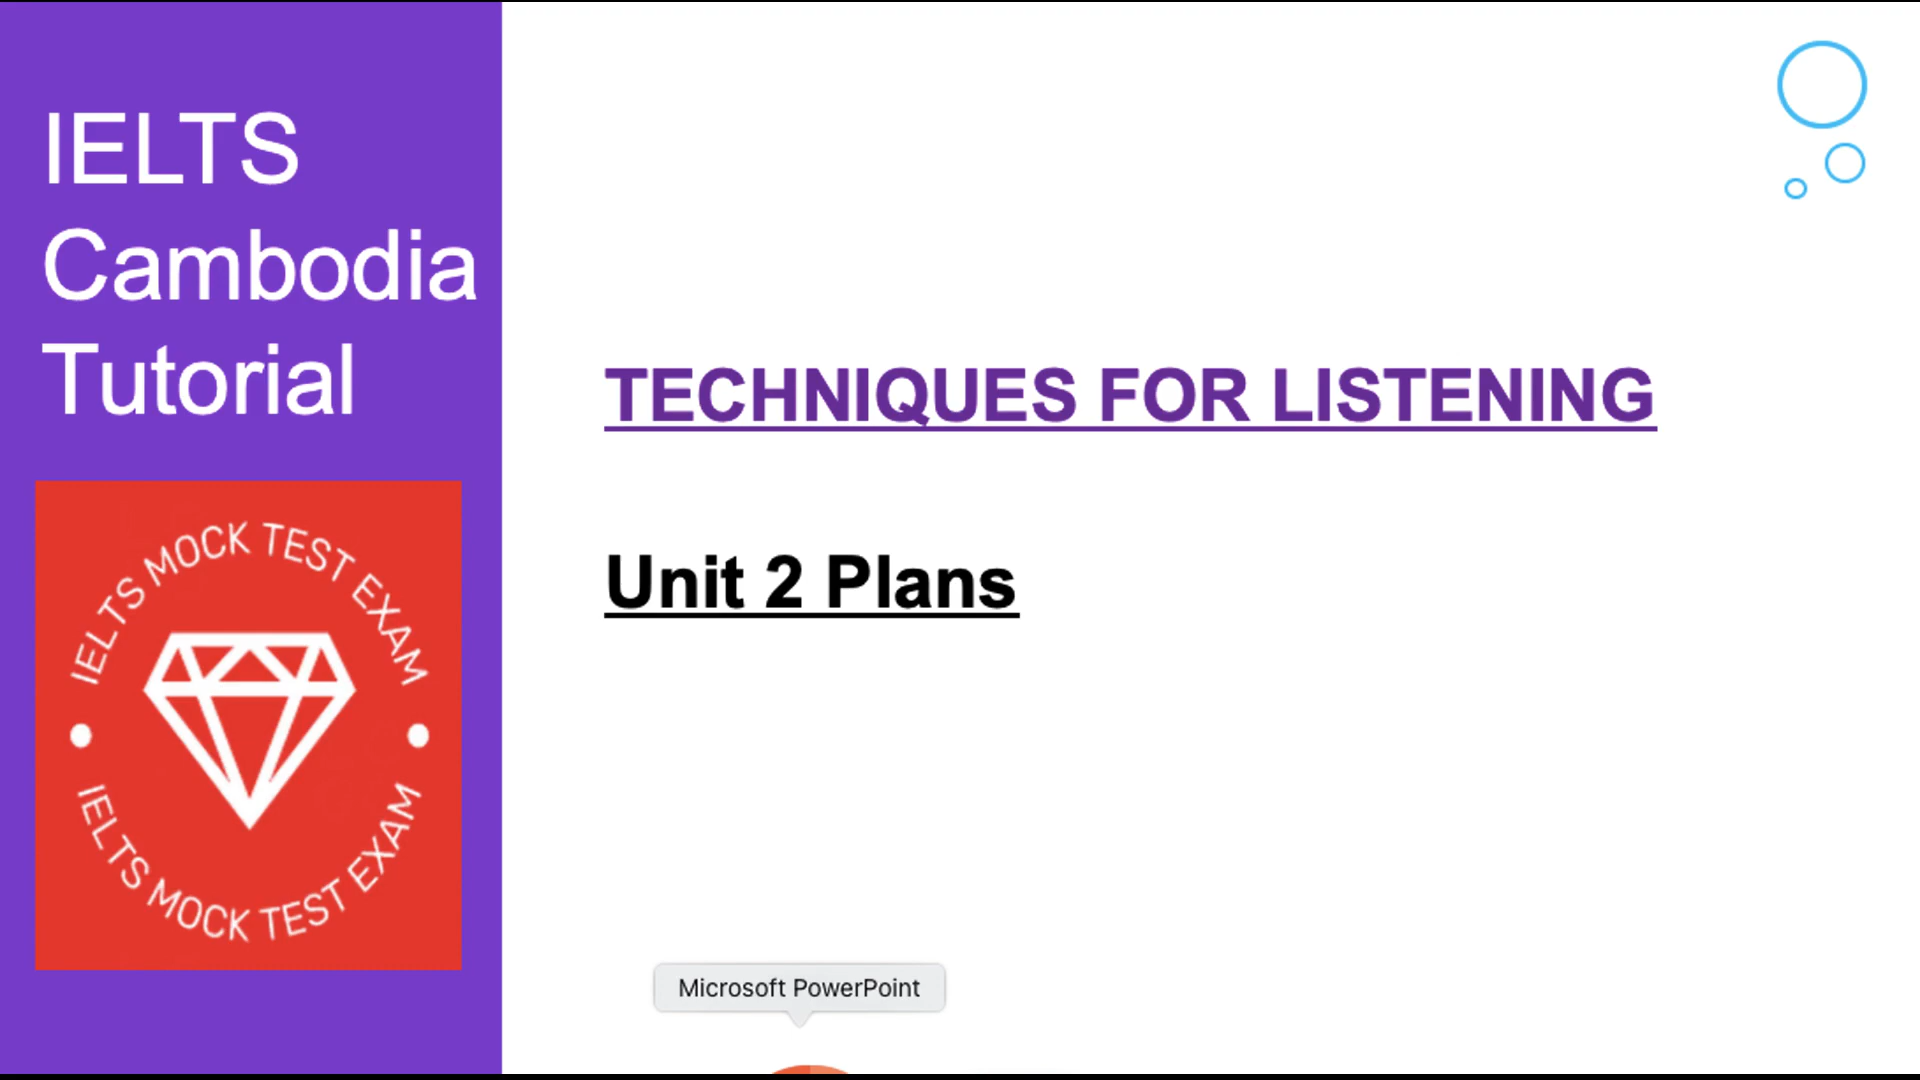 IELTS
Cambodia
Tutorial
IELTS MOCK TEST EXAM
IELTS MOCK TEST EXAM
TECHNIQUES FOR LISTENING
Unit 2 Plans
Microsoft PowerPoint